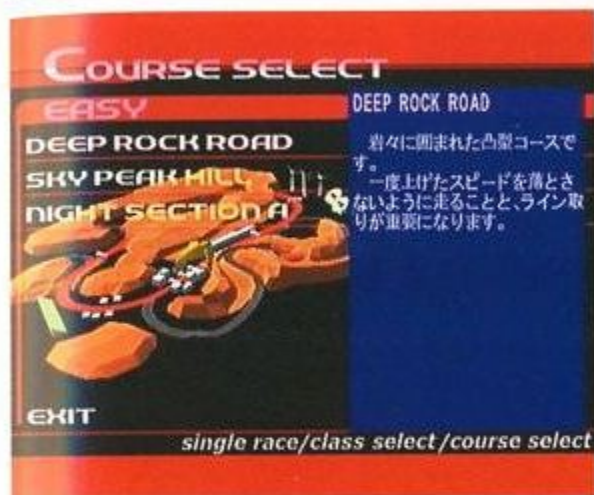 COURSE SELECT
EASY
DEEP ROCK ROAD
SKY PEAK HILL
NIGHT SECTION A
EXIT
DEEP ROCK ROAD
岩々に囲まれた凸型コースで
す。
一度上げたスピードを落とさ
ないように走ることと、ライン取
りが重要になります。
single race/class select/course select